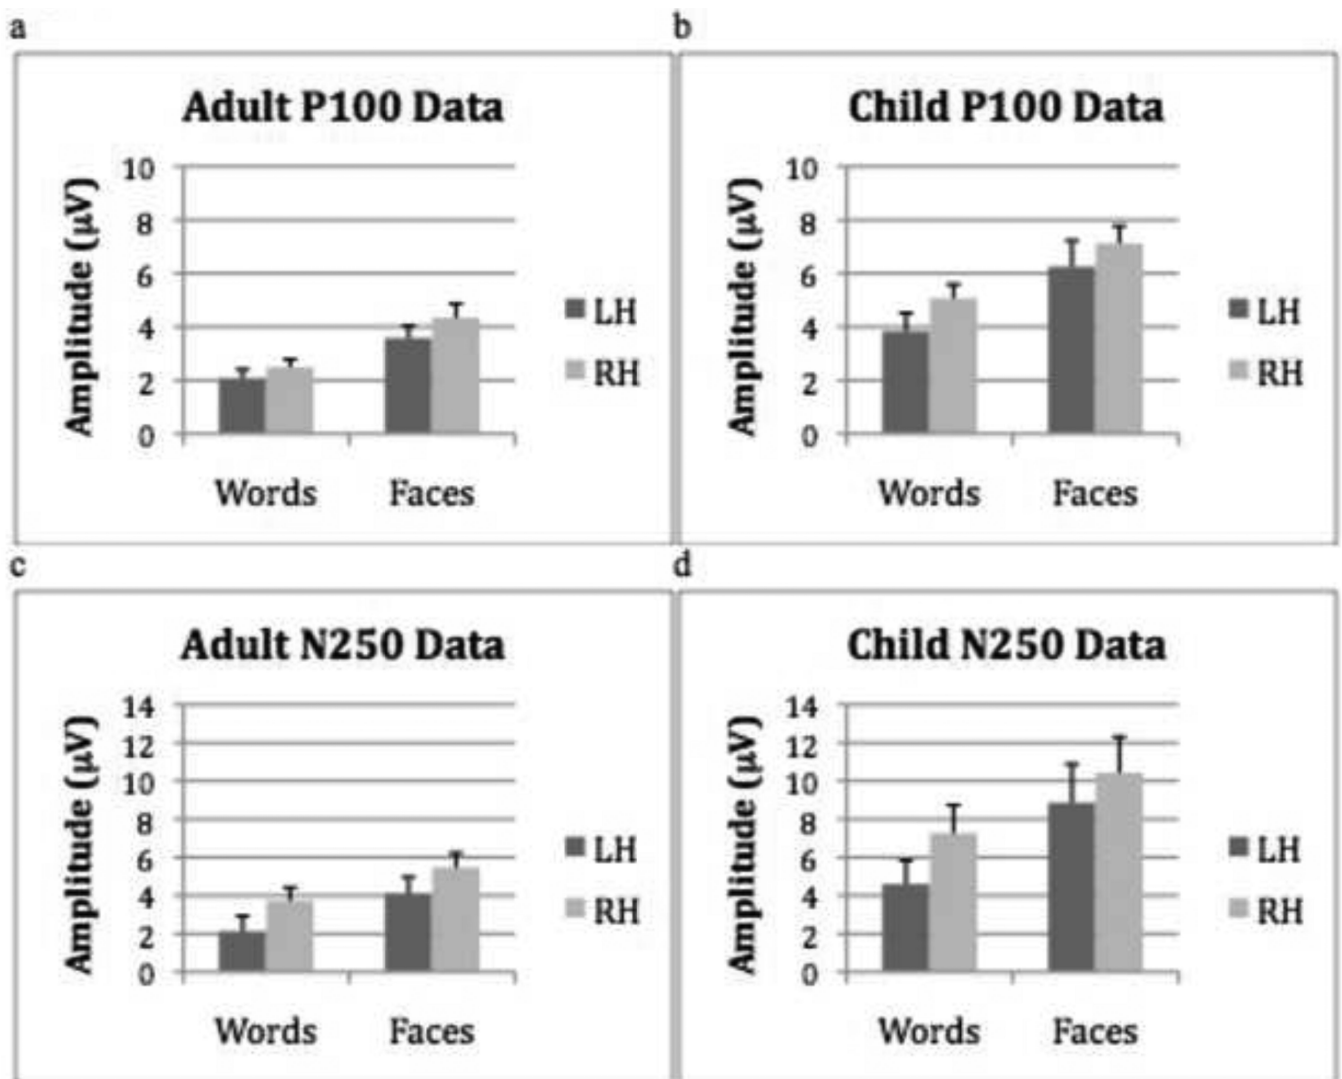 a
Adult P100 Data
Amplitude (µV)
10
8
6
4
2
0
Words Faces
LH
RH
b
Child P100 Data
Amplitude (µV)
10
8
6
4
2
0
Words Faces
LH
RH
c
Adult N250 Data
Amplitude (µV)
14
12
10
8
6
4
2
0
Words Faces
LH
RH
d
Child N250 Data
Amplitude (µV)
14
12
10
8
6
4
2
0
Words Faces
LH
RH